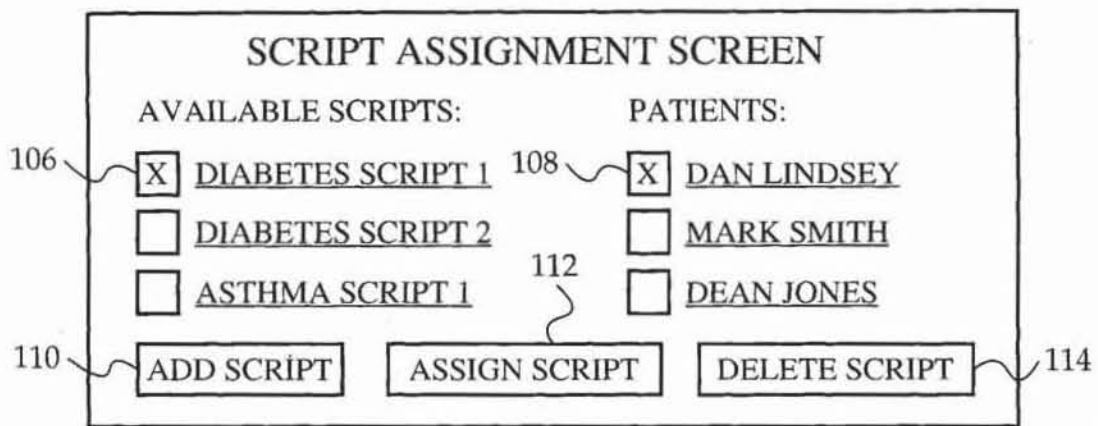 SCRIPT ASSIGNMENT SCREEN
AVAILABLE SCRIPTS: PATIENTS:
106 X DIABETES SCRIPT 1 108 X DAN LINDSEY
DIABETES SCRIPT 2 MARK SMITH
112
ASTHMA SCRIPT 1 DEAN JONES
110 ADD SCRIPT ASSIGN SCRIPT DELETE SCRIPT 114